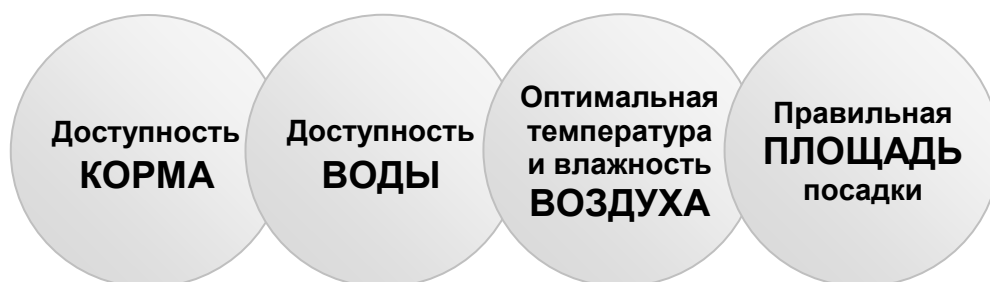 Доступность
КОРМА
Доступность
ВОДЫ
Оптимальная
температура
и влажность
ВОЗДУХА
Правильная
ПЛОЩАДЬ
посадки